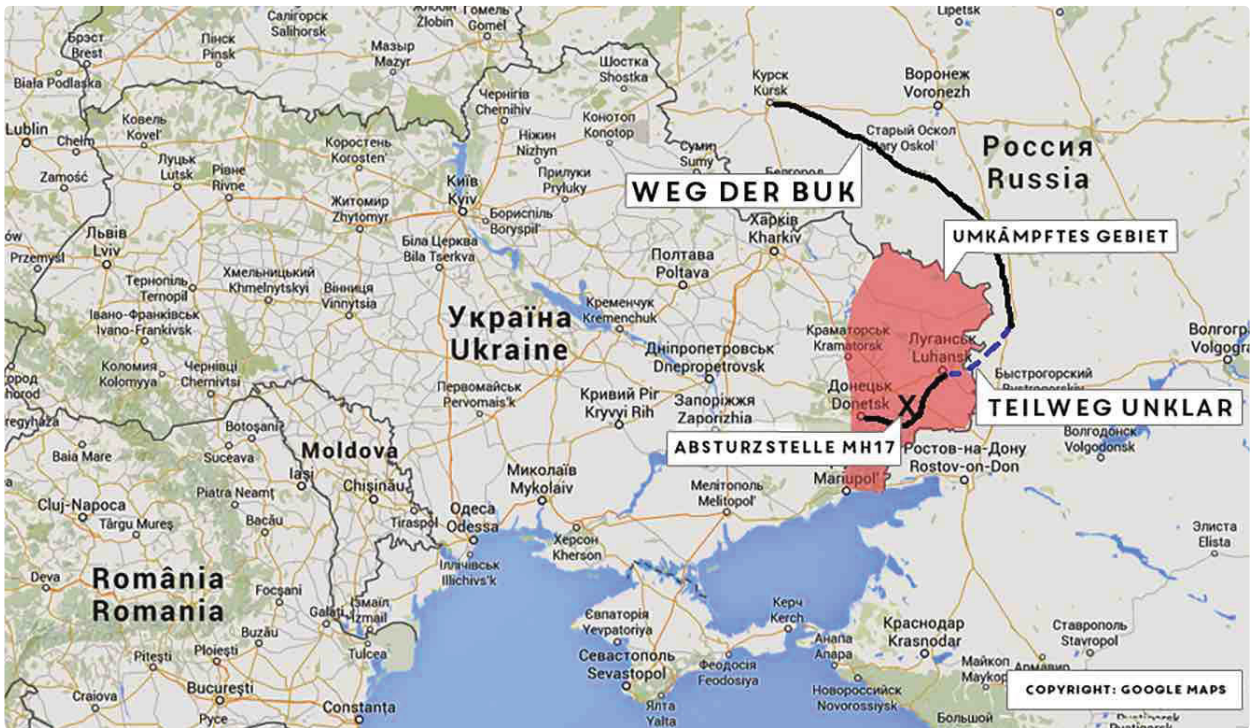 Брэст
Brest
Biała Podlaska
Пінск
Pinsk
Салігорск
Salihorsk
Жлобін
Žlobin
Гомель
Gomel
Мазыр
Mazyr
Шостка
Shostka
Lipetsk
Курск
Kursk
Воронеж
Voronezh
Чернігів
Chernihiv
Конотоп
Konotop
Ніжин
Nizhyn
Суми
Sumy
Старый Оскол
Stary Oskol
Россия
Russia
Lublin
Chełm
Ковель
Kovel'
Луцьк
Lutsk
Рівне
Rivne
Коростень
Korosten'
Zamość
Житомир
Zhytomyr
Київ
Kyiv
Прилуки
Pryluky
Белгород
WEG DER BUK
Бориспіль
Boryspil'
Біла Церква
Bila Tserkva
Харків
Kharkiv
UMKÄMPFTES GEBIET
Przemyśl
Львів
Lviv
Тернопіль
Ternopil
Хмельницький
Khmelnytskyi
Вінниця
Vinnytsia
Полтава
Poltava
Івано-Франківськ
Ivano-Frankivsk
Кременчук
Kremenchuk
Україна
Ukraine
Краматорськ
Kramatorsk
Луганськ
Luhansk
Коломия
Kolomyya
Чернівці
Chernivtsi
Дніпропетровськ
Dnipropetrovsk
Быстрогорский
Первомайськ
Pervomais'k
Кривий Ріг
Kryvyi Rih
Запоріжжя
Zaporizhia
Донецьк
Donetsk
X
TEILWEG UNKLAR
ABSTURZSTELLE MH17
Волгодонск
Volgodonsk
Ростов-на-Дону
Rostov-on-Don
Mariupol'
Baia Mare
Botoșani
Suceava
Moldova
Iași
Chișinău
Tiraspol
Миколаїв
Mykolaiv
Мелітополь
Melitopol'
Cluj-Napoca
Piatra Neamț
Târgu Mureș
Bacău
Одеса
Odessa
Херсон
Kherson
Іллічівськ
Illichivs'k
Элиста
Elista
Deva
România
Romania
Focșani
Galați
Ізмаїл
Izmail
Tulcea
Buzău
Ploiești
Pitești
București
Craiova
Русе
Constanța
Євпаторія
Yevpatoriya
Керч
Kerch
Севастополь
Sevastopol
Феодосія
Feodosiya
Ялта
Yalta
Анапа
Anapa
Краснодар
Krasnodar
Новороссийск
Novorossiysk
Ставрополь
Stavropol
Майкоп
Армавир
Большой
COPYRIGHT: GOOGLE MAPS